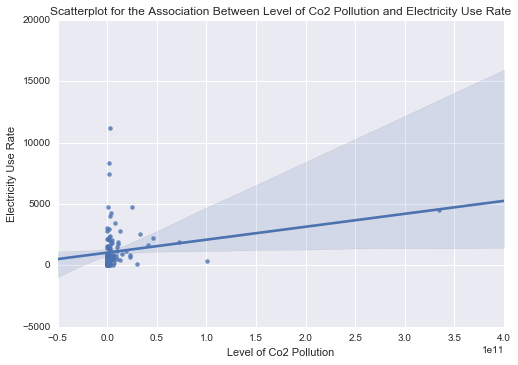 Scatterplot for the Association Between Level of Co2 Pollution and Electricity Use Rate
20000
15000
10000
5000
0
−5000
Electricity Use Rate
−0.5 0.0 0.5 1.0 1.5 2.0 2.5 3.0 3.5 4.0
1e11
Level of Co2 Pollution